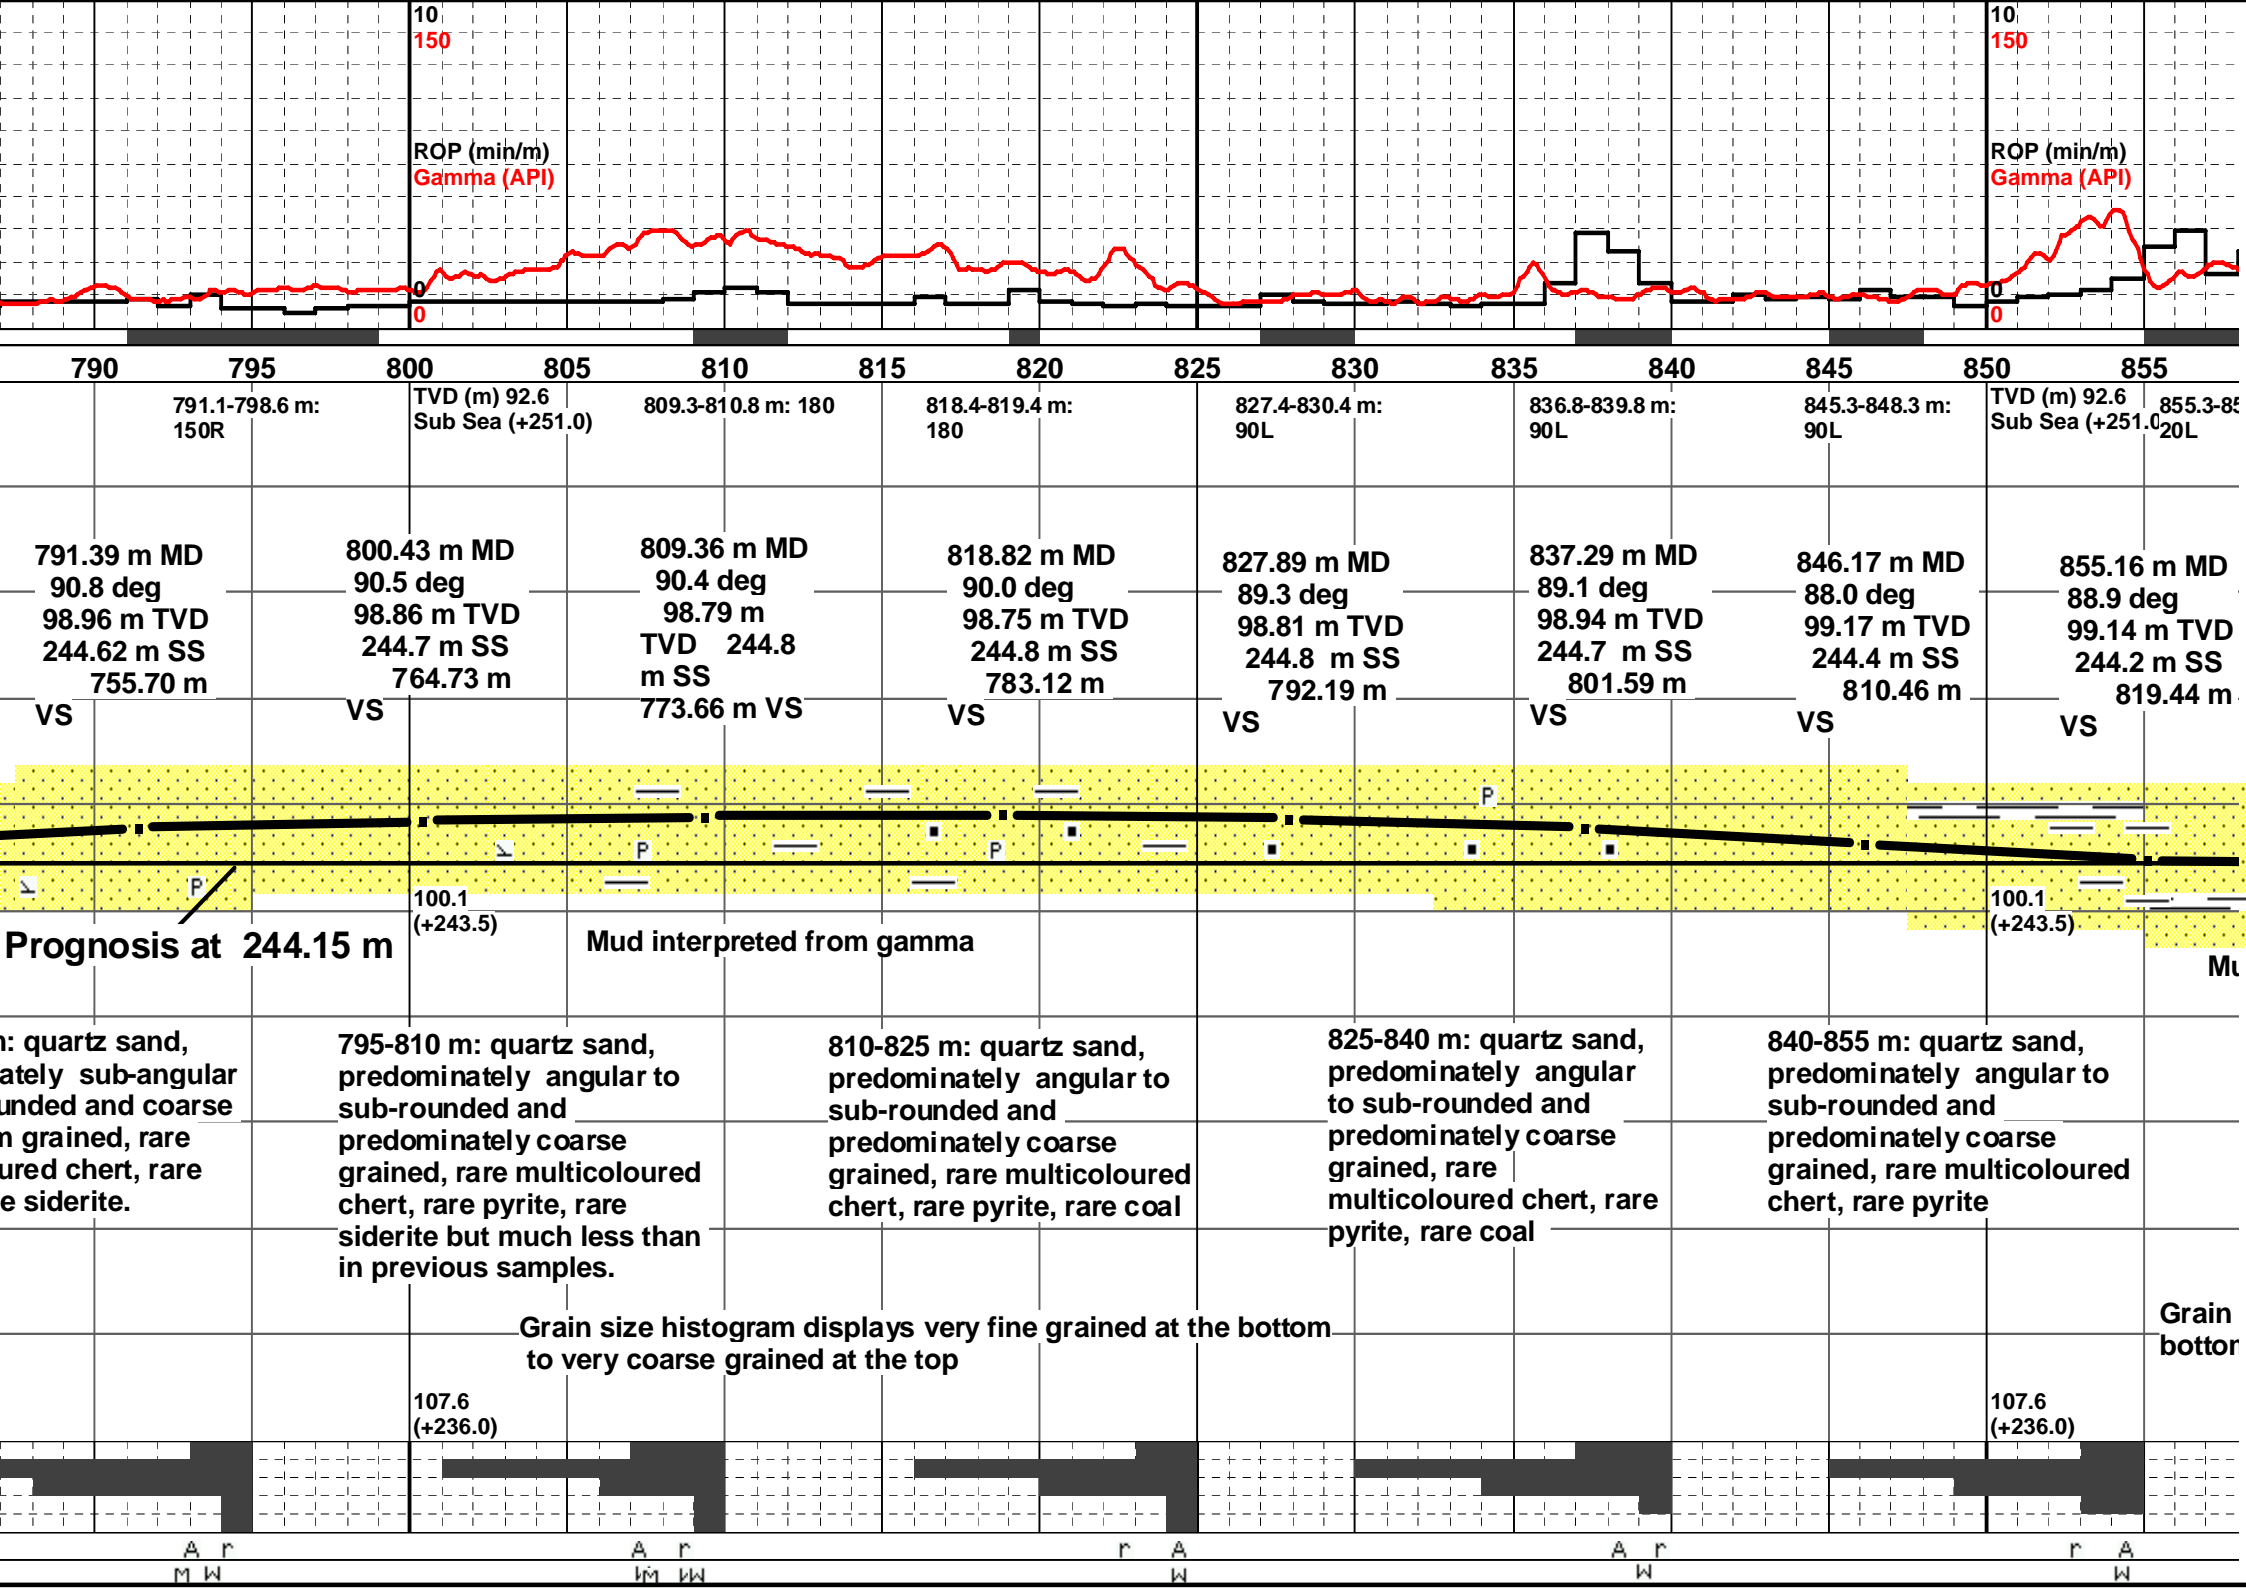 10
150
10
150
ROP (min/m)
Gamma (API)
ROP (min/m)
Gamma (API)
0
0
0
0
790 795 800 805 810 815 820 825 830 835 840 845 850 855
791.1-798.6 m:
150R
TVD (m) 92.6
Sub Sea (+251.0)
809.3-810.8 m: 180
818.4-819.4 m:
180
827.4-830.4 m:
90L
836.8-839.8 m:
90L
845.3-848.3 m:
90L
TVD (m) 92.6
Sub Sea (+251.0
855.3-85
20L
791.39 m MD
90.8 deg
98.96 m TVD
244.62 m SS
755.70 m
VS
800.43 m MD
90.5 deg
98.86 m TVD
244.7 m SS
764.73 m
VS
809.36 m MD
90.4 deg
98.79 m
TVD 244.8
m SS
773.66 m VS
818.82 m MD
90.0 deg
98.75 m TVD
244.8 m SS
783.12 m
VS
827.89 m MD
89.3 deg
98.81 m TVD
244.8 m SS
792.19 m
VS
837.29 m MD
89.1 deg
98.94 m TVD
244.7 m SS
801.59 m
VS
846.17 m MD
88.0 deg
99.17 m TVD
244.4 m SS
810.46 m
VS
855.16 m MD
88.9 deg
99.14 m TVD
244.2 m SS
819.44 m
VS
P
P
P
P
100.1
(+243.5)
100.1
(+243.5)
Prognosis at 244.15 m
Mud interpreted from gamma
Mu
m: quartz sand,
ately sub-angular
unded and coarse
m grained, rare
ured chert, rare
e siderite.
795-810 m: quartz sand,
predominately angular to
sub-rounded and
predominately coarse
grained, rare multicoloured
chert, rare pyrite, rare
siderite but much less than
in previous samples.
810-825 m: quartz sand,
predominately angular to
sub-rounded and
predominately coarse
grained, rare multicoloured
chert, rare pyrite, rare coal
825-840 m: quartz sand,
predominately angular
to sub-rounded and
predominately coarse
grained, rare
multicoloured chert, rare
pyrite, rare coal
840-855 m: quartz sand,
predominately angular to
sub-rounded and
predominately coarse
grained, rare multicoloured
chert, rare pyrite
Grain size histogram displays very fine grained at the bottom
to very coarse grained at the top
Grain
bottor
107.6
(+236.0)
107.6
(+236.0)
A r A r r A A r r A
M W W W W